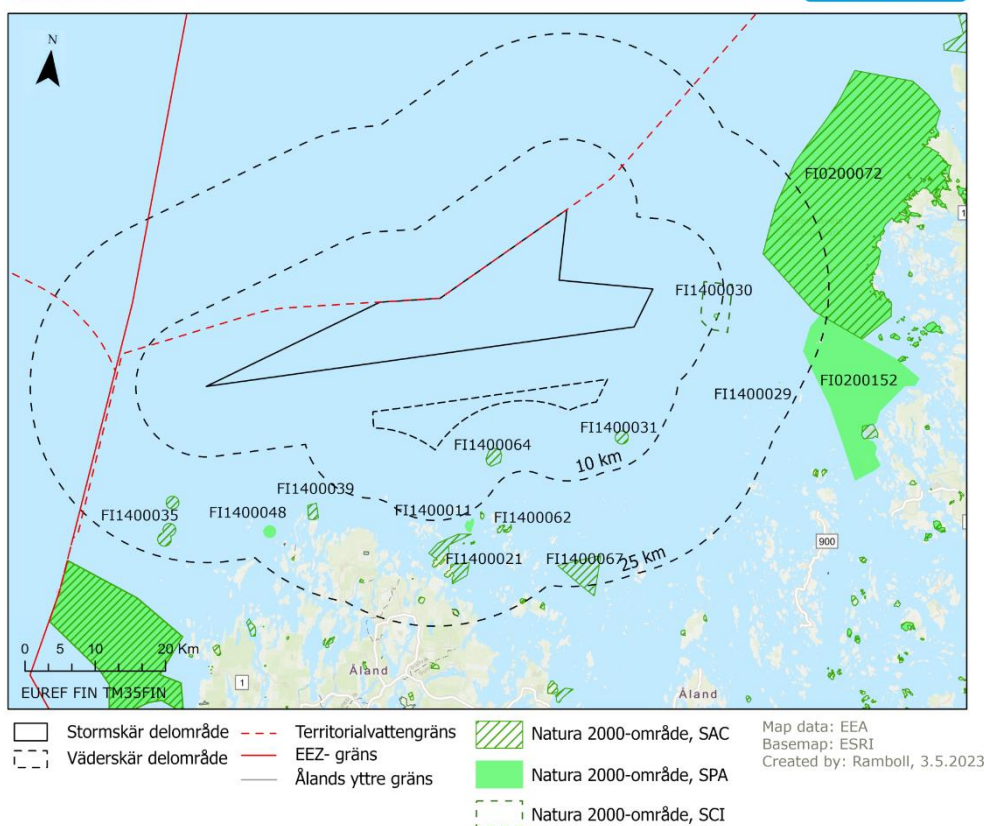 N
FI0200072
1
FI1400030
FI0200152
FI1400029
FI1400031
FI1400064
10 km
FI1400039
FI1400035
FI1400048
FI1400011
FI1400062
FI1400021
FI1400067
25 km
900
0 5 10 20 Km
EUREF FIN TM35FIN
1
Åland
Åland
Stormskär delområde
Väderskär delområde
Territorialvattengräns
EEZ- gräns
Ålands yttre gräns
Natura 2000-område, SAC
Natura 2000-område, SPA
Natura 2000-område, SCI
Map data: EEA
Basemap: ESRI
Created by: Ramboll, 3.5.2023